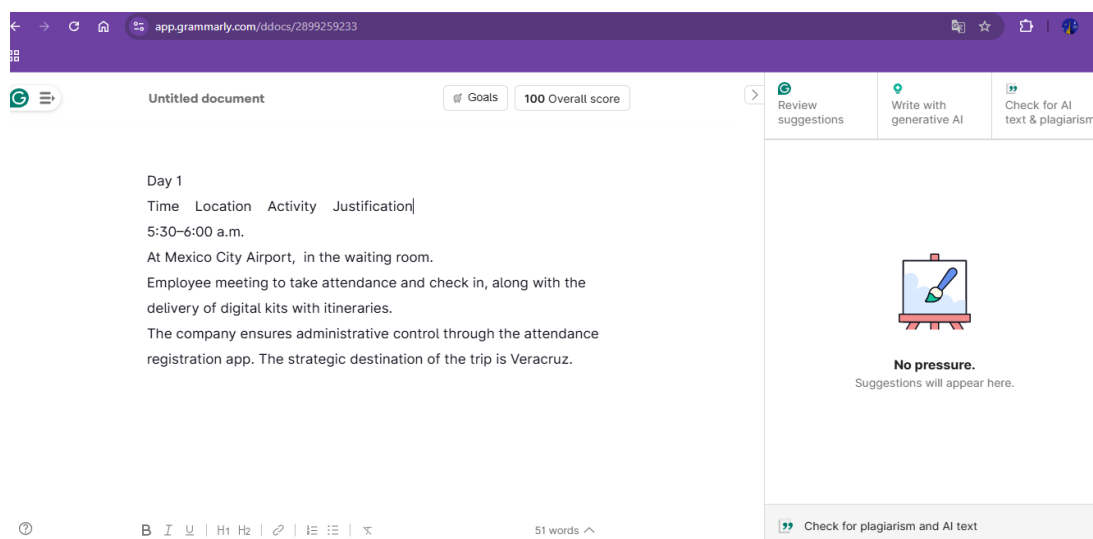 app.grammarly.com/ddocs/2899259233
Untitled document
Goals
100 Overall score
Review suggestions
Write with generative AI
Check for AI text & plagiarism
Day 1
Time Location Activity Justification
5:30–6:00 a.m.
At Mexico City Airport, in the waiting room.
Employee meeting to take attendance and check in, along with the
delivery of digital kits with itineraries.
The company ensures administrative control through the attendance
registration app. The strategic destination of the trip is Veracruz.
No pressure.
Suggestions will appear here.
B I U H1 H2
51 words
Check for plagiarism and AI text